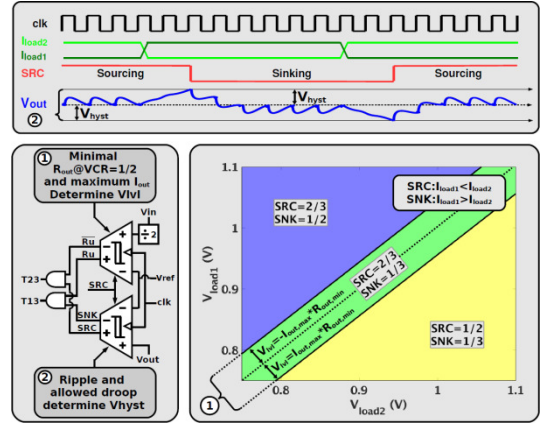 clk
Iload2
Iload1
SRC
Sourcing
Sinking
Sourcing
Vout
Vhyst
Vhyst
2
1
Minimal
Rout@VCR=1/2
and maximum Iout
Determine Vlvl
Vin
÷2
Ru
Ru
T23
T13
Vref
SRC
clk
SNK
SRC
Vout
2
Ripple and
allowed droop
determine Vhyst
1.1
1
0.9
0.8
Vload1 (V)
SRC=2/3
SNK=1/2
SRC:Iload1<Iload2
SNK:Iload1>Iload2
SRC=2/3
SNK=1/3
Vlvl=-Iout,max*Rout,min
Vlvl=Iout,max*Rout,min
SRC=1/2
SNK=1/3
1
0.8
0.9
1
1.1
Vload2 (V)